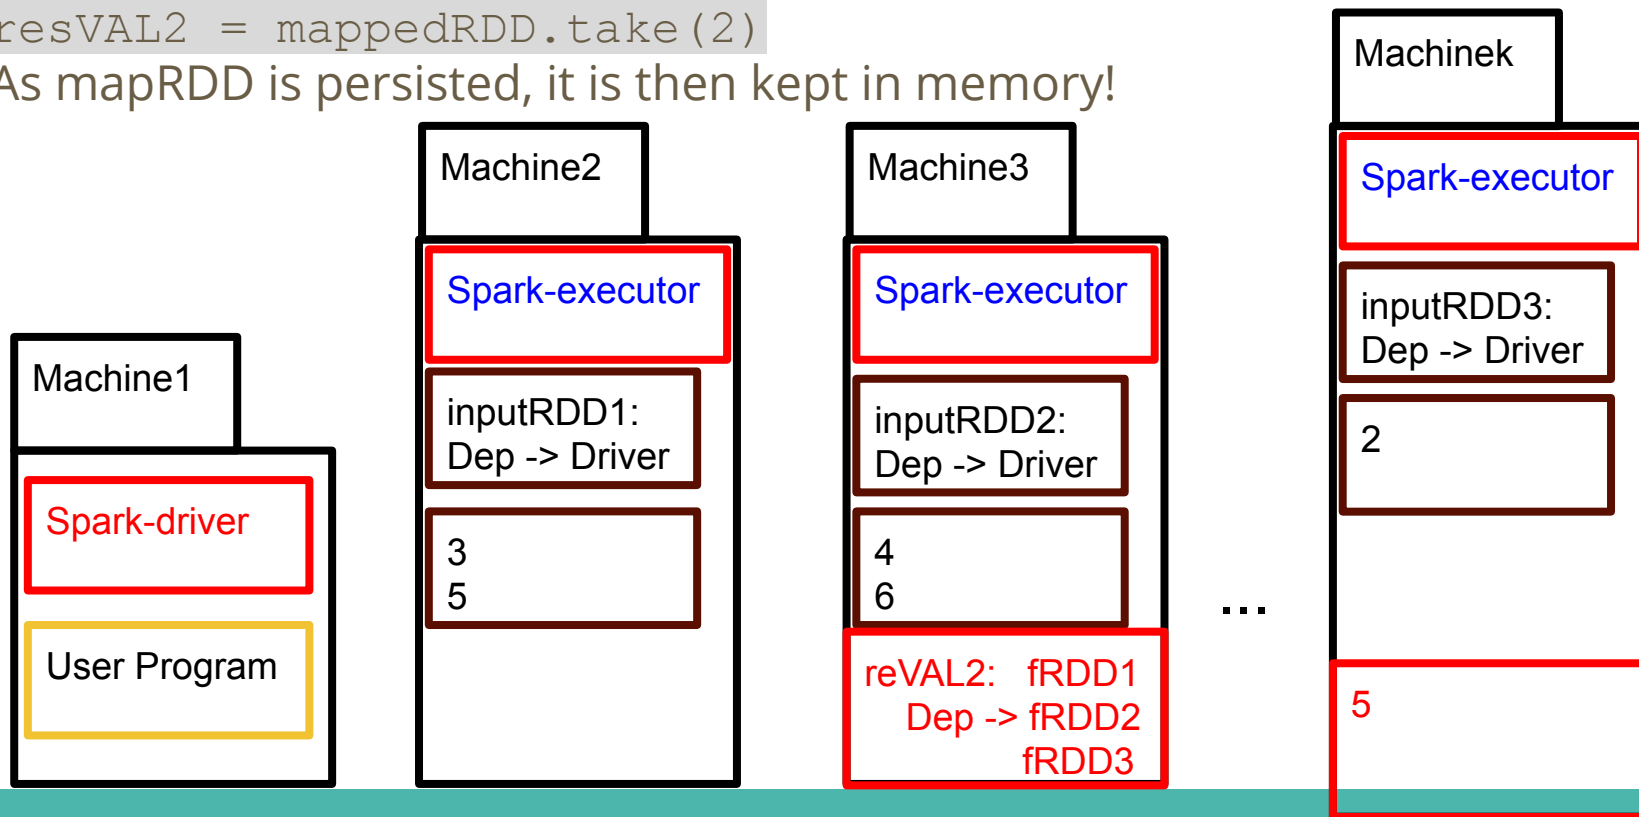 resVAL2 = mappedRDD.take(2)
As mapRDD is persisted, it is then kept in memory!
Machine1
Spark-driver
User Program
Machine2
Spark-executor
inputRDD1:
Dep -> Driver
3
5
Machine3
Spark-executor
inputRDD2:
Dep -> Driver
4
6
reVAL2: fRDD1
Dep -> fRDD2
fRDD3
...
Machinek
Spark-executor
inputRDD3:
Dep -> Driver
2
5